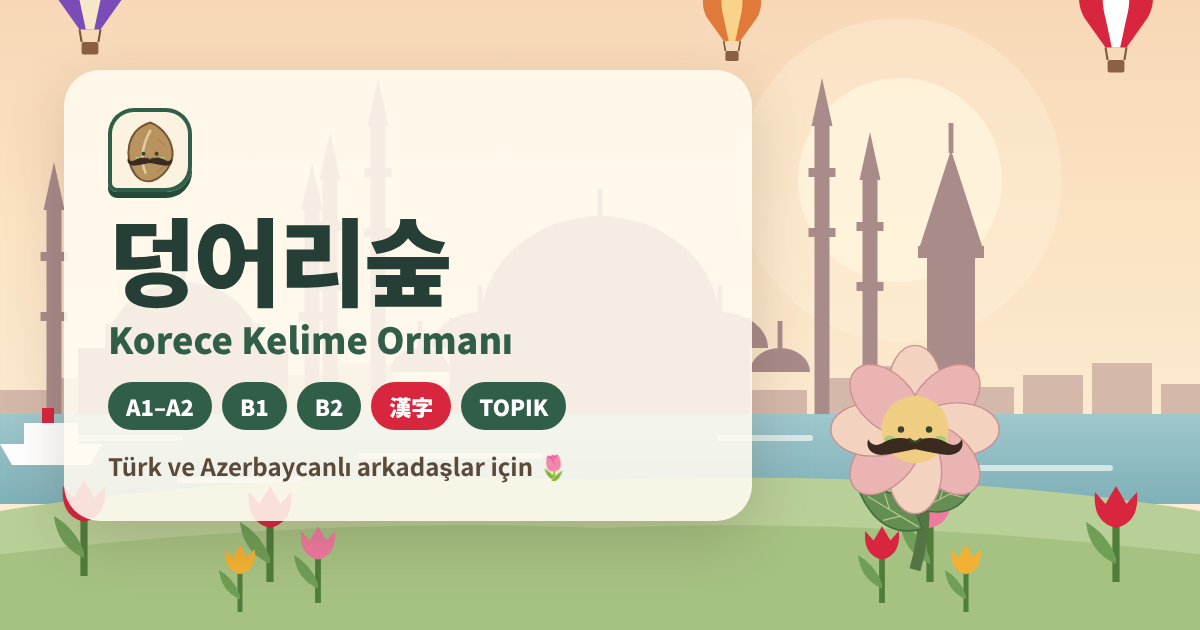 덩어리숲
Korece Kelime Ormanı
A1–A2 B1 B2 漢字 TOPIK
Türk ve Azerbaycanlı arkadaşlar için 🌷